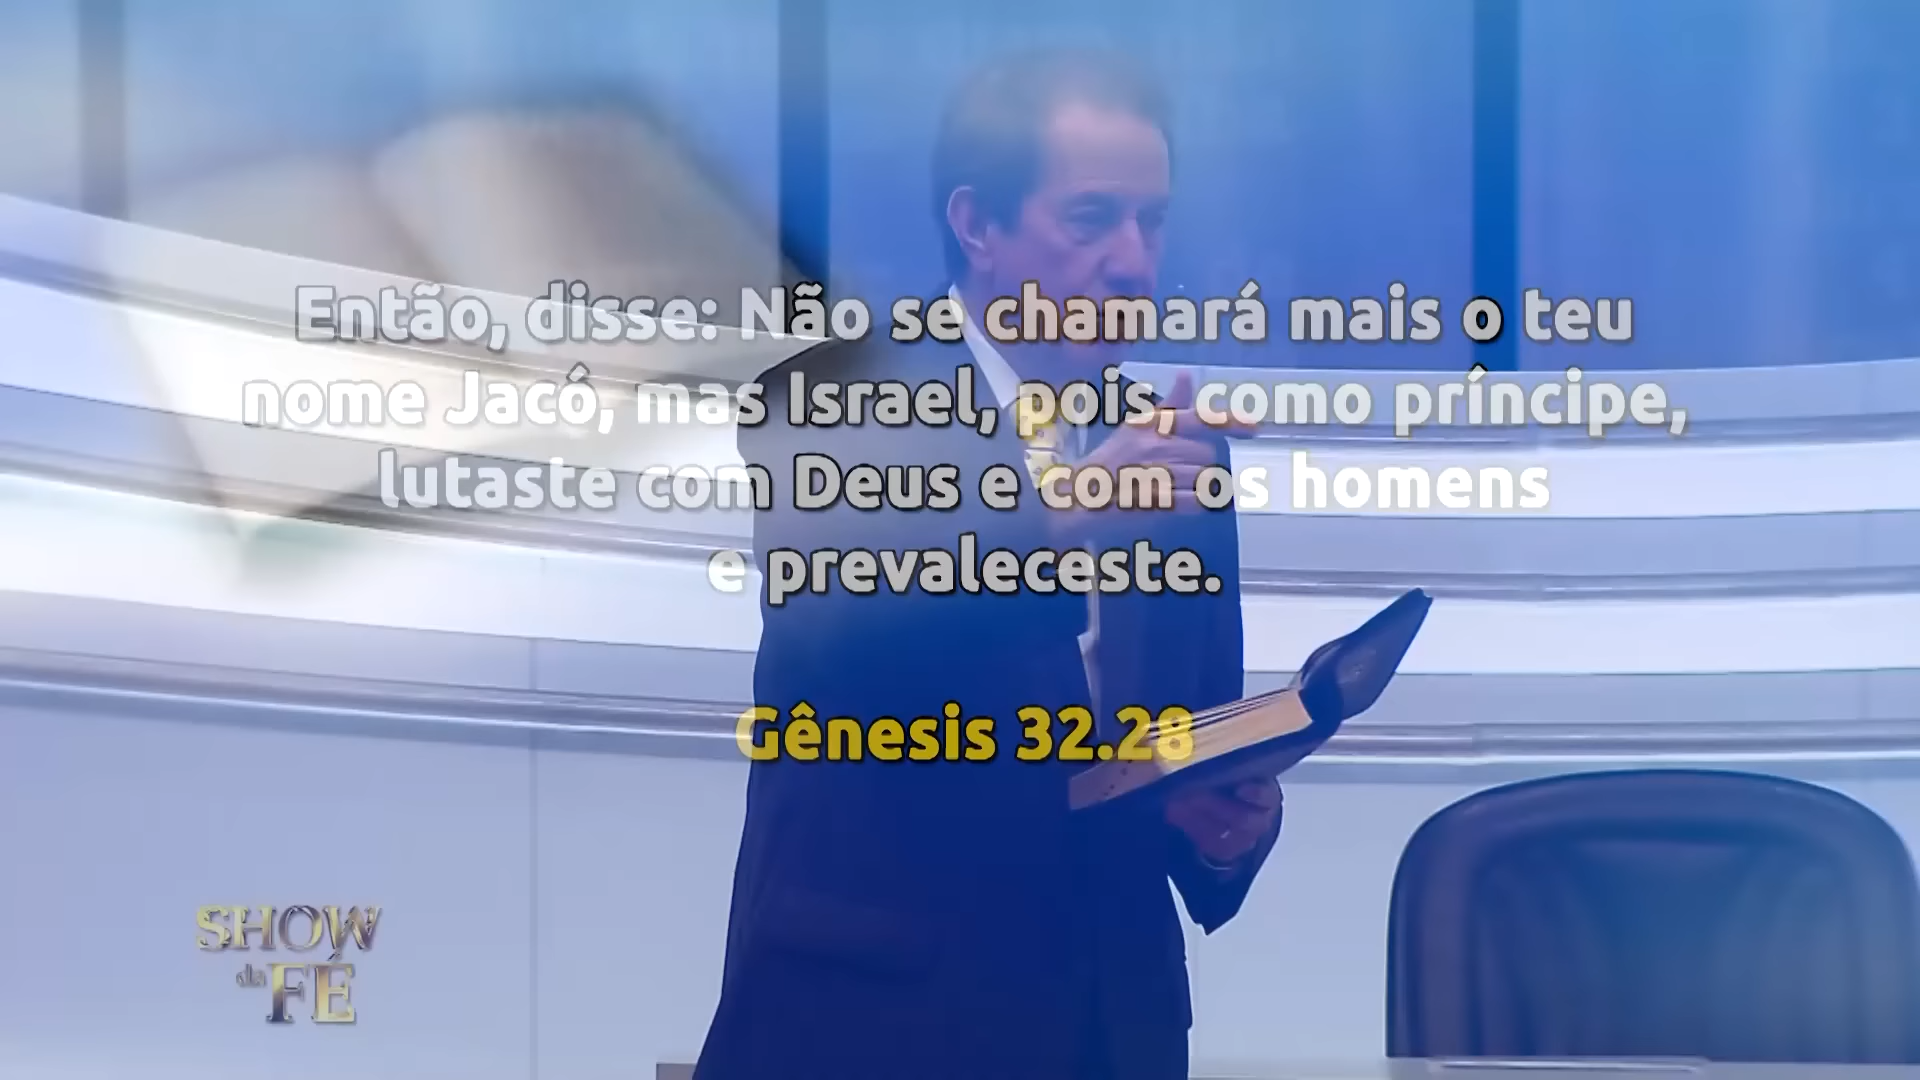 Então, disse: Não se chamará mais o teu
nome Jacó, mas Israel, pois, como príncipe,
lutaste com Deus e com os homens
e prevaleceste.
Gênesis 32.28
SHOW
da FÉ